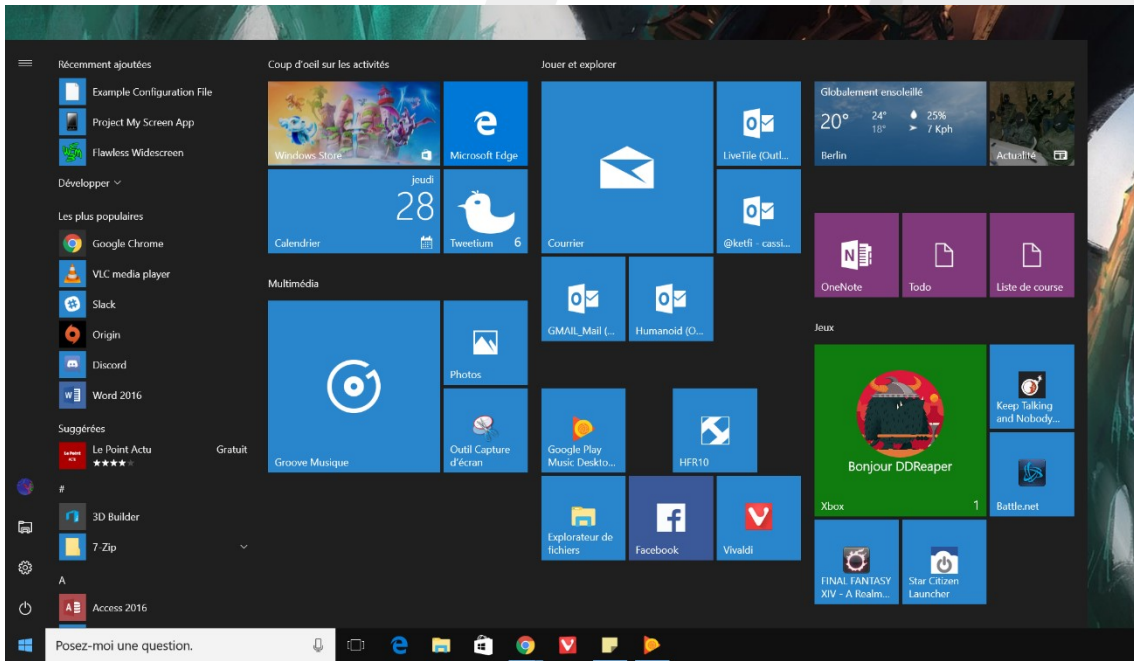 Récemment ajoutées
Example Configuration File
Project My Screen App
Flawless Widescreen
Développer
Les plus populaires
Google Chrome
VLC media player
Slack
Origin
Discord
Word 2016
Suggérées
Le Point Actu
Gratuit
#
3D Builder
7-Zip
A
Access 2016
Coup d'oeil sur les activités
Windows Store
Microsoft Edge
jeudi
28
Calendrier
Tweetium 6
Multimédia
Groove Musique
Photos
Outil Capture
d'écran
Jouer et explorer
Courrier
LiveTile (Outl...
@ketfi - cassi...
GMAIL_Mail (...
Humanoid (O...
Google Play
Music Deskto...
HFR10
Explorateur de
fichiers
Facebook
Vivaldi
Globalement ensoleillé
20° 24° 25%
18° 7 Kph
Berlin
Actualité
OneNote
Todo
Liste de course
Jeux
Bonjour DDReaper
Xbox 1
Keep Talking
and Nobody...
Battle.net
FINAL FANTASY
XIV - A Realm...
Star Citizen
Launcher
Posez-moi une question.